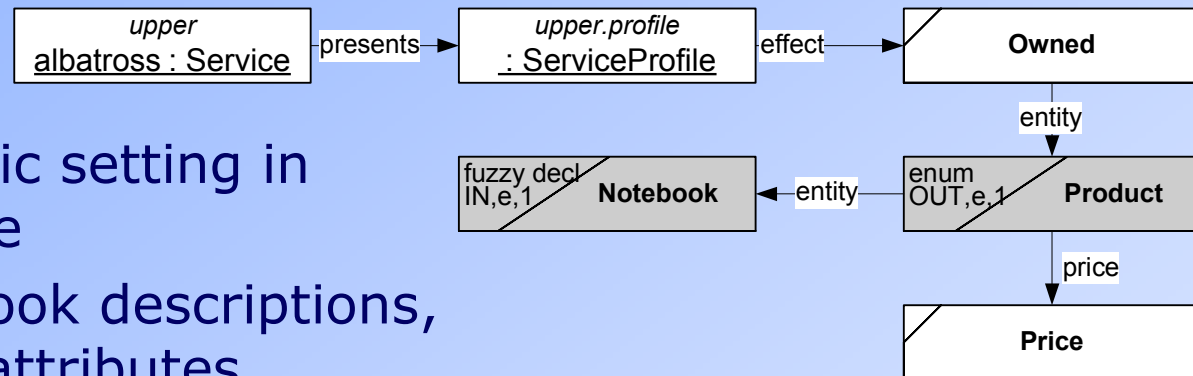 upper
albatross : Service
presents
upper.profile
: ServiceProfile
effect
Owned
entity
ic setting in
e
fuzzy decl
IN,e,1
Notebook
entity
enum
OUT,e,1
Product
ook descriptions,
attributes
price
Price